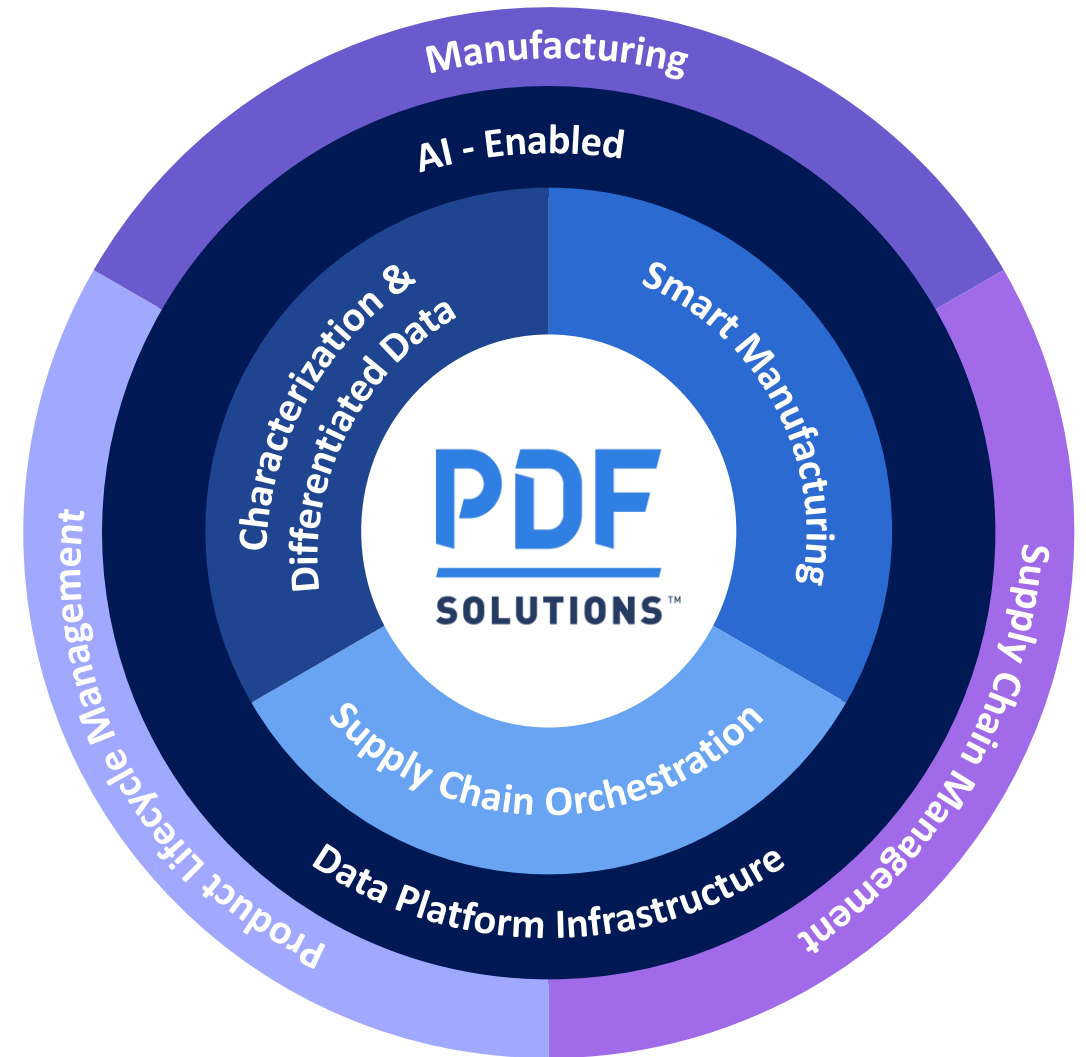 Manufacturing
AI - Enabled
Characterization &
Differentiated Data
Smart Manufacturing
PDF
SOLUTIONS™
Supply Chain Orchestration
Data Platform Infrastructure
Product Lifecycle Management
Supply Chain Management